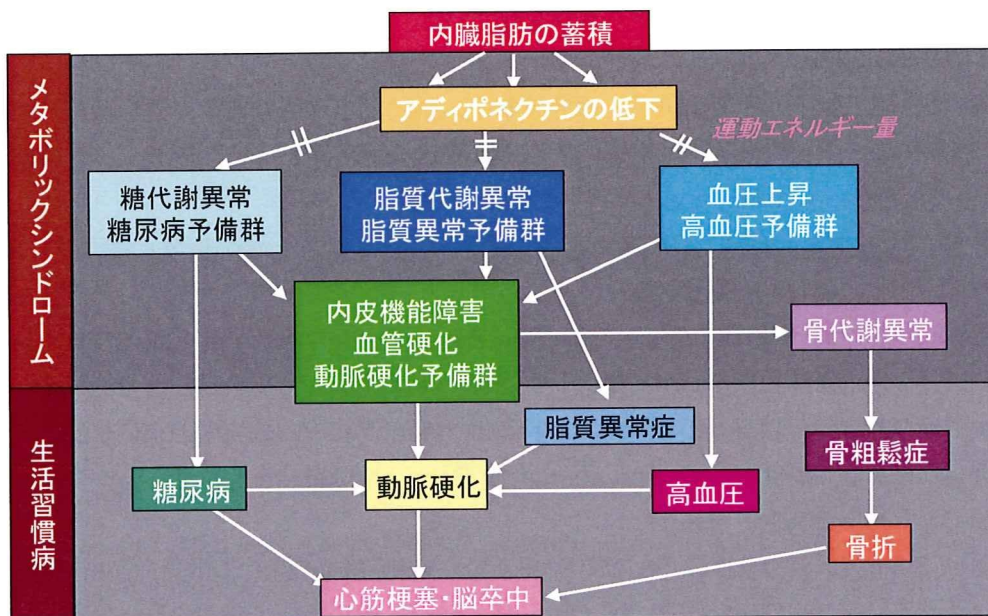 内臓脂肪の蓄積
メタボリックシンドローム
アディポネクチンの低下
運動エネルギー量
糖代謝異常
糖尿病予備群
脂質代謝異常
脂質異常予備群
血圧上昇
高血圧予備群
内皮機能障害
血管硬化
動脈硬化予備群
骨代謝異常
生活習慣病
脂質異常症
骨粗鬆症
糖尿病
動脈硬化
高血圧
骨折
心筋梗塞・脳卒中